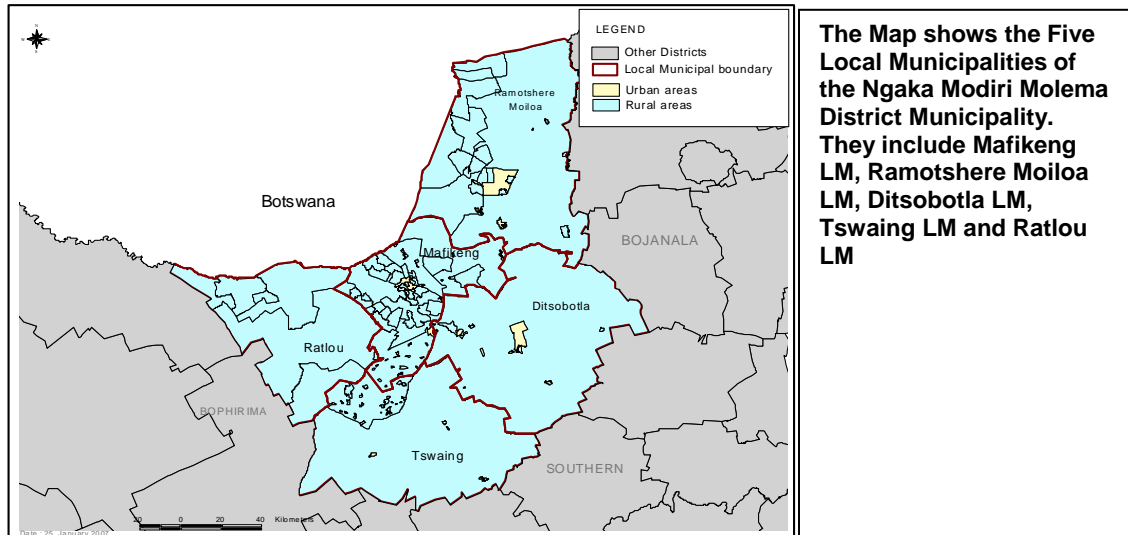 LEGEND
Other Districts
Local Municipal boundary
Urban areas
Rural areas
Ramotshere
Moiloa
Botswana
BOJANALA
Mafikeng
Ditsobotla
Ratlou
BOPHIRIMA
Tswaing
SOUTHERN
20 0 20 40 Kilometers
Date : 25 January 2007
The Map shows the Five
Local Municipalities of
the Ngaka Modiri Molema
District Municipality.
They include Mafikeng
LM, Ramotshere Moiloa
LM, Ditsobotla LM,
Tswaing LM and Ratlou
LM